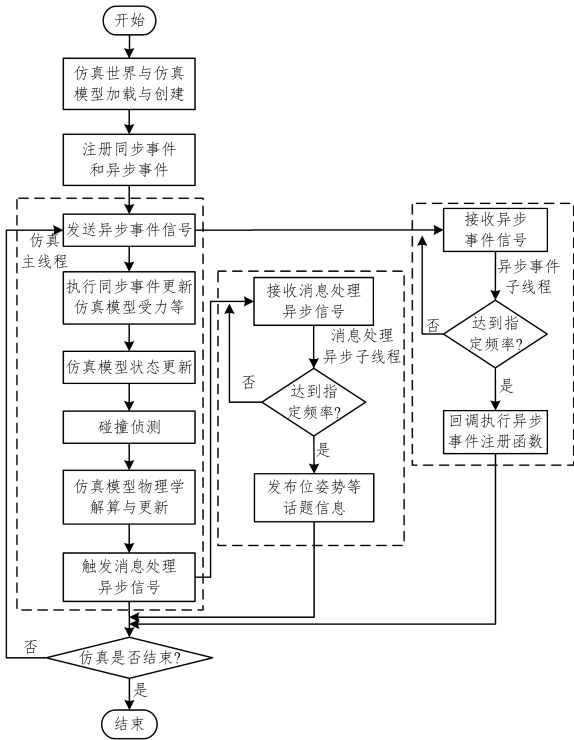 开始
仿真世界与仿真
模型加载与创建
注册同步事件
和异步事件
仿真
主线程
发送异步事件信号
执行同步事件更新
仿真模型受力等
仿真模型状态更新
碰撞侦测
仿真模型物理学
解算与更新
触发消息处理
异步信号
接收消息处理
异步信号
消息处理
异步子线程
否
达到指
定频率?
是
发布位姿势等
话题信息
接收异步
事件信号
异步事件
子线程
否
达到指
定频率?
是
回调执行异步
事件注册函数
否
仿真是否结束?
是
结束